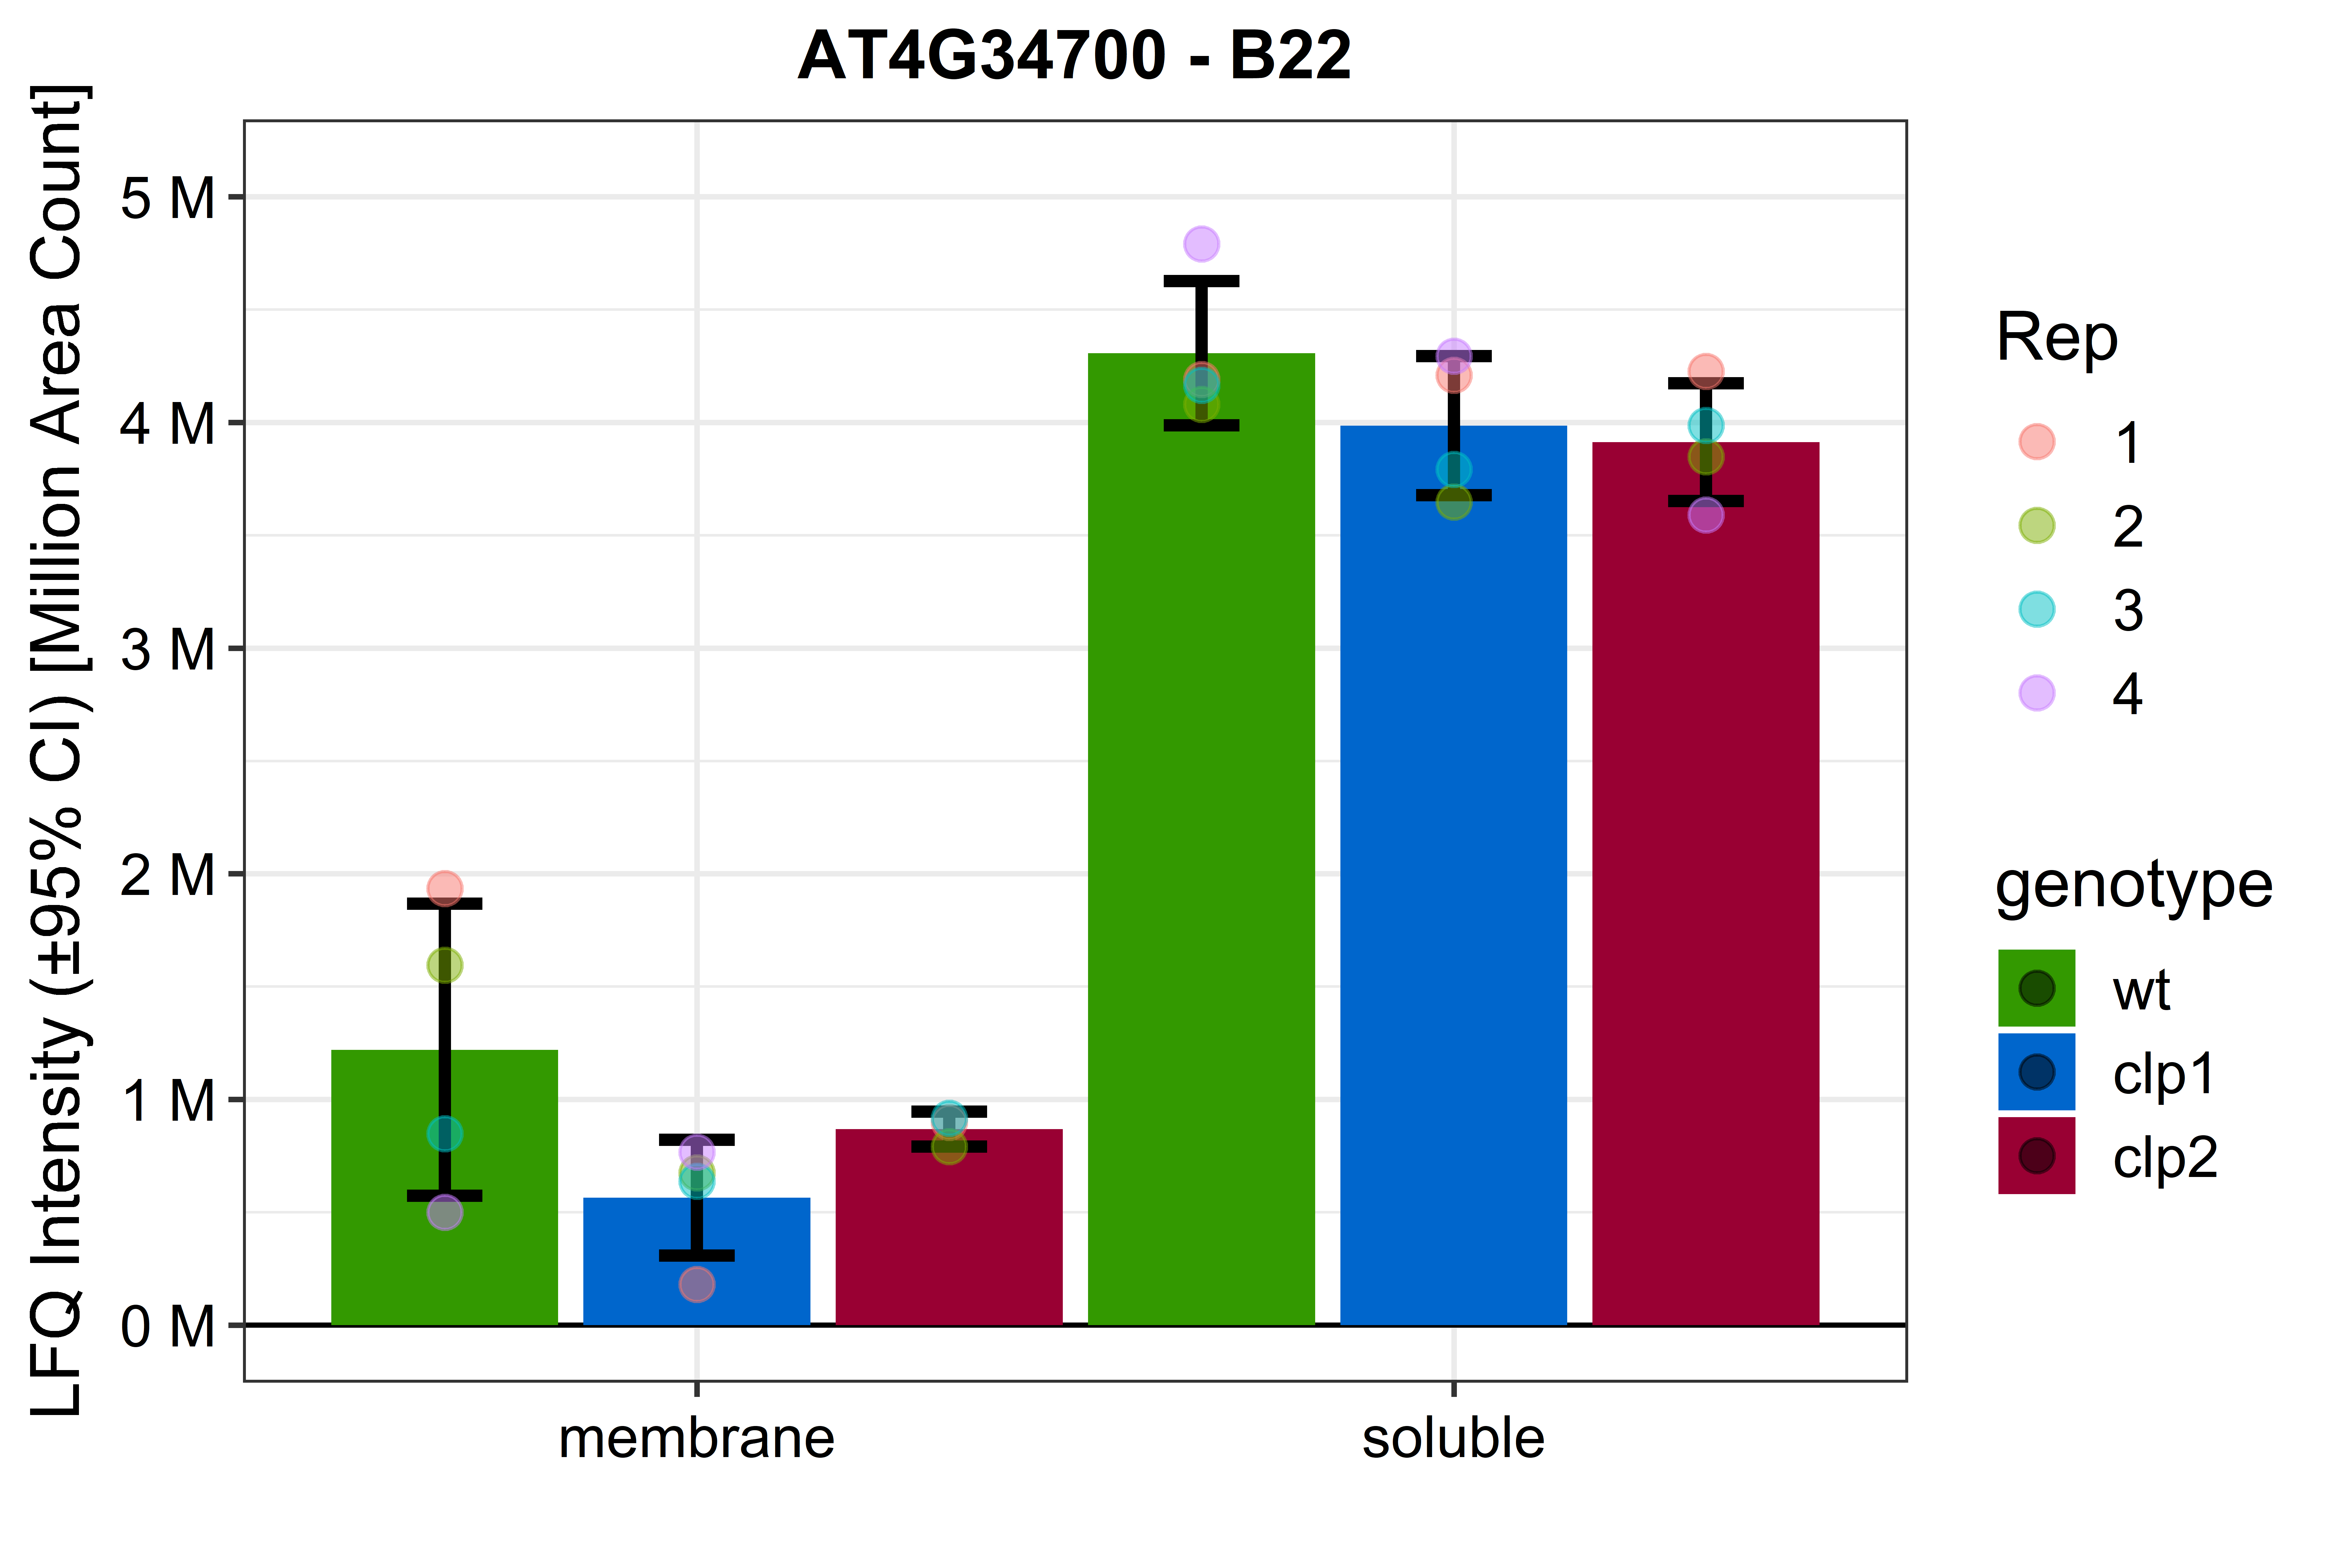 AT4G34700 - B22
LFQ Intensity (±95% CI) [Million Area Count]
5 M
4 M
3 M
2 M
1 M
0 M
membrane
soluble
Rep
1
2
3
4
genotype
wt
clp1
clp2